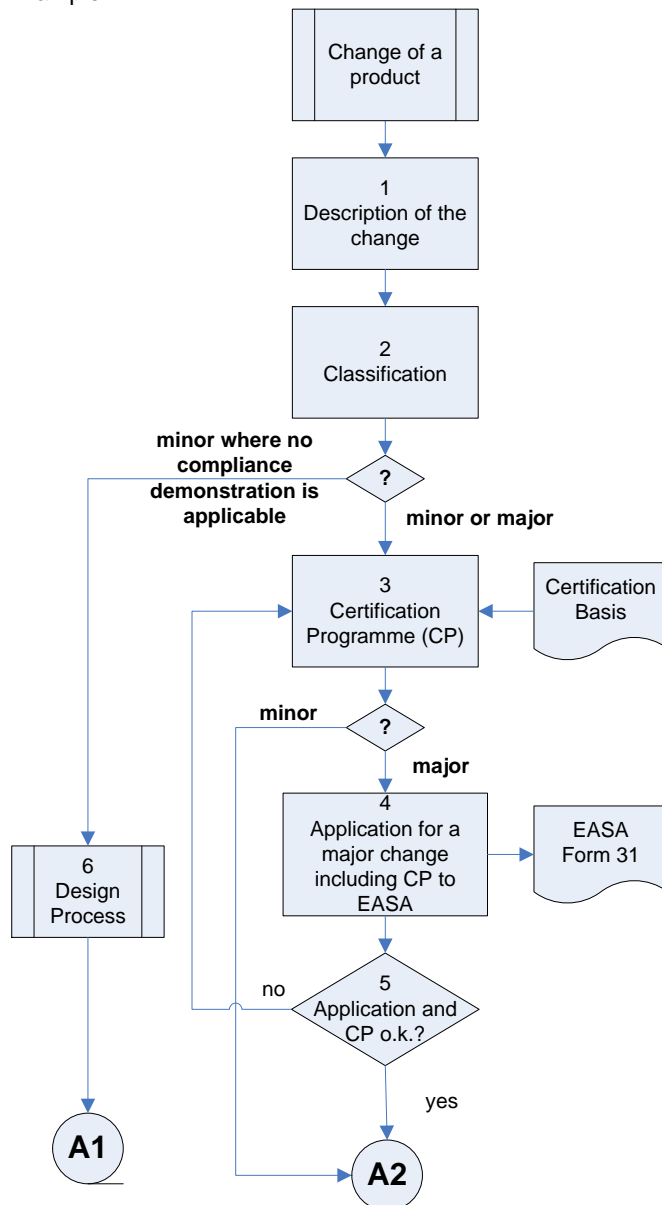 Change of a
product
1
Description of the
change
2
Classification
minor where no
compliance
demonstration is
applicable
?
minor or major
3
Certification
Programme (CP)
Certification
Basis
minor
?
major
4
Application for a
major change
including CP to
EASA
EASA
Form 31
6
Design
Process
no
5
Application and
CP o.k.?
yes
A1
A2